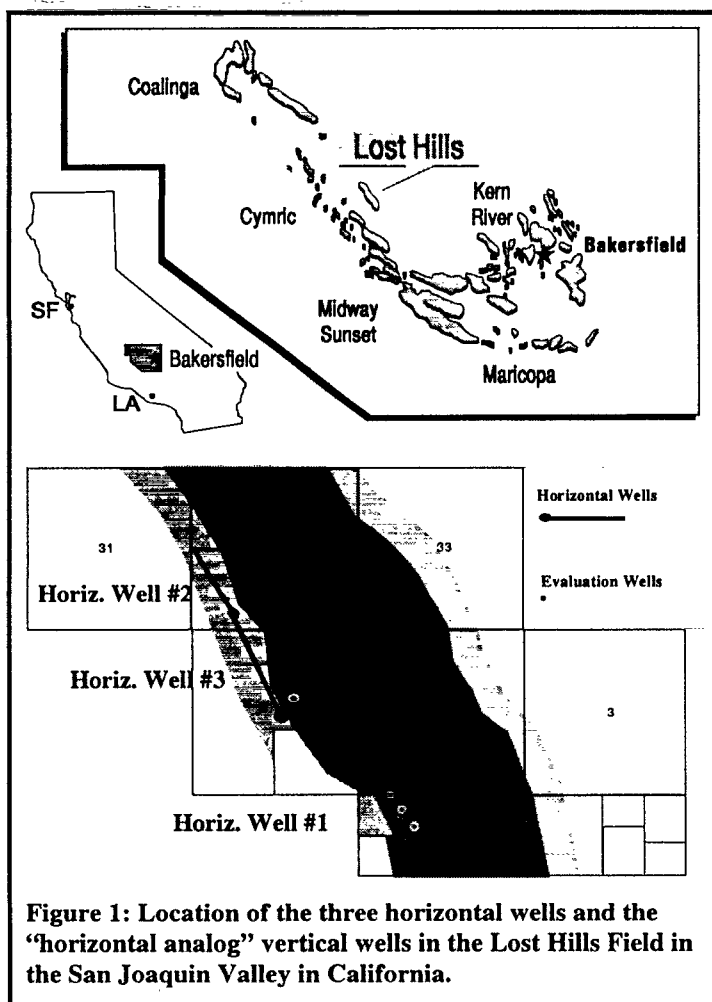 Coalinga
Lost Hills
Cymric
Kern
River
Bakersfield
Midway
Sunset
Maricopa
SF
Bakersfield
LA
Horizontal Wells
31
33
Evaluation Wells
Horiz. Well #2
Horiz. Well #3
3
Horiz. Well #1
Figure 1: Location of the three horizontal wells and the
“horizontal analog” vertical wells in the Lost Hills Field in
the San Joaquin Valley in California.